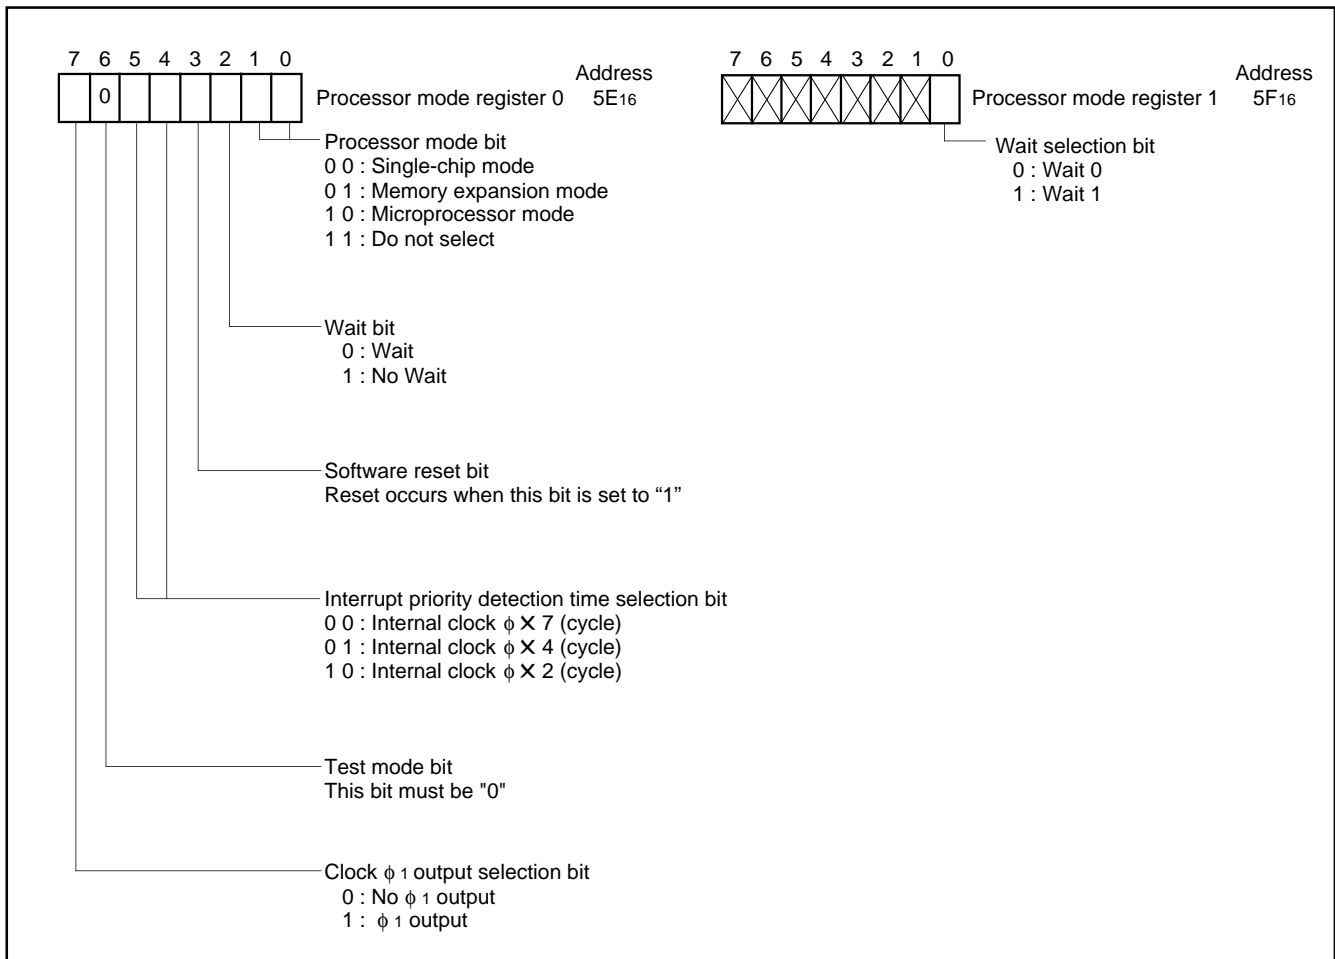 7 6 5 4 3 2 1 0
0
Processor mode register 0
Address
5E16
Processor mode bit
0 0 : Single-chip mode
0 1 : Memory expansion mode
1 0 : Microprocessor mode
1 1 : Do not select
Wait bit
0 : Wait
1 : No Wait
Software reset bit
Reset occurs when this bit is set to “1”
Interrupt priority detection time selection bit
0 0 : Internal clock ϕ X 7 (cycle)
0 1 : Internal clock ϕ X 4 (cycle)
1 0 : Internal clock ϕ X 2 (cycle)
Test mode bit
This bit must be "0"
Clock ϕ 1 output selection bit
0 : No ϕ 1 output
1 : ϕ 1 output
7 6 5 4 3 2 1 0
Processor mode register 1
Address
5F16
Wait selection bit
0 : Wait 0
1 : Wait 1